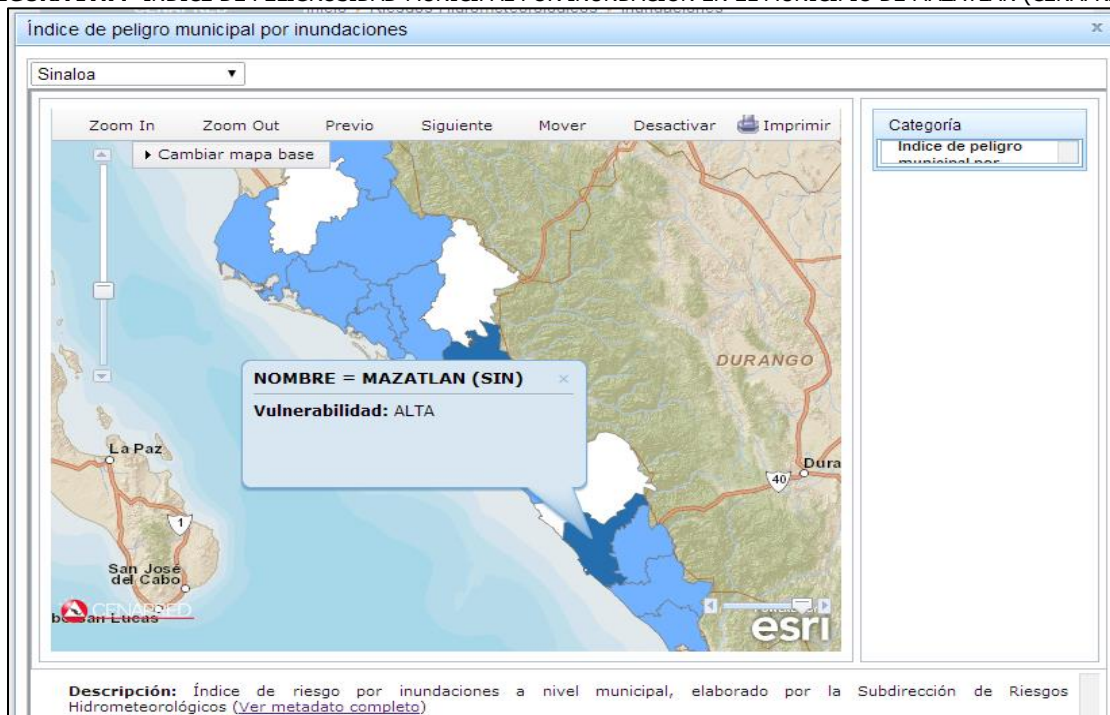 Índice de peligro municipal por inundaciones
Sinaloa
Zoom In Zoom Out Previo Siguiente Mover Desactivar Imprimir
Cambiar mapa base
Categoría
Indice de peligro
NOMBRE = MAZATLAN (SIN)
Vulnerabilidad: ALTA
DURANGO
La Paz
Dura
40
1
San José
del Cabo
San Lucas
CENAPRED
esri
Descripción: Índice de riesgo por inundaciones a nivel municipal, elaborado por la Subdirección de Riesgos
Hidrometeorológicos (Ver metadato completo)